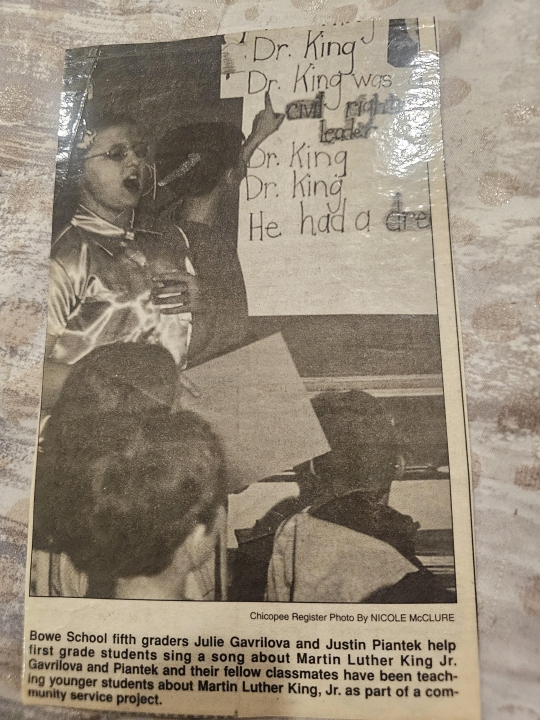 Dr. King
Dr. King was
civil rights
leader.
Dr. King
Dr. King
He had a dre
Chicopee Register Photo By NICOLE McCLURE
Bowe School fifth graders Julie Gavrilova and Justin Piantek help
first grade students sing a song about Martin Luther King Jr.
Gavrilova and Piantek and their fellow classmates have been teach-
ing younger students about Martin Luther King, Jr. as part of a com-
munity service project.